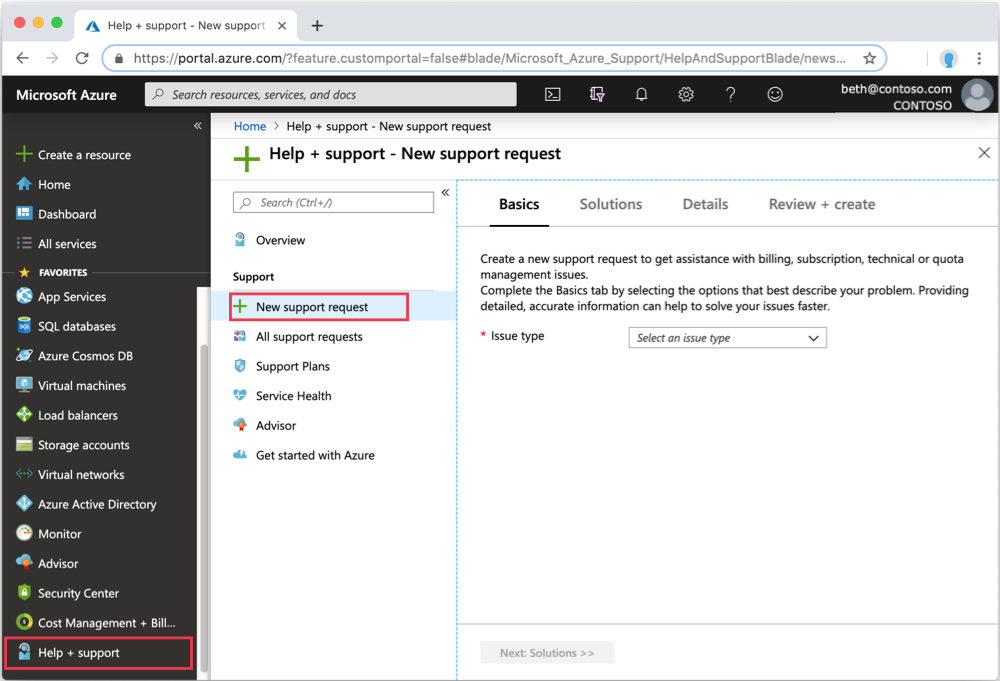 Help + support - New support
https://portal.azure.com/?feature.customportal=false#blade/Microsoft_Azure_Support/HelpAndSupportBlade/news...
Microsoft Azure
Search resources, services, and docs
beth@contoso.com
CONTOSO
Create a resource
Home
Dashboard
All services
FAVORITES
App Services
SQL databases
Azure Cosmos DB
Virtual machines
Load balancers
Storage accounts
Virtual networks
Azure Active Directory
Monitor
Advisor
Security Center
Cost Management + Bill...
Help + support
Home > Help + support - New support request
Help + support - New support request
Search (Ctrl+/)
Overview
Support
New support request
All support requests
Support Plans
Service Health
Advisor
Get started with Azure
Basics Solutions Details Review + create
Create a new support request to get assistance with billing, subscription, technical or quota
management issues.
Complete the Basics tab by selecting the options that best describe your problem. Providing
detailed, accurate information can help to solve your issues faster.
* Issue type Select an issue type
Next: Solutions >>